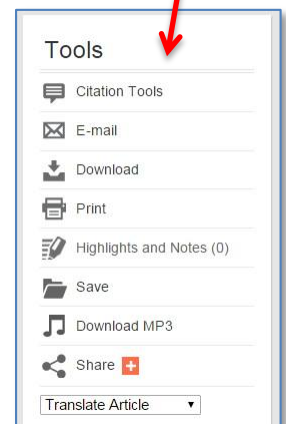 Tools
Citation Tools
E-mail
Download
Print
Highlights and Notes (0)
Save
Download MP3
Share
Translate Article